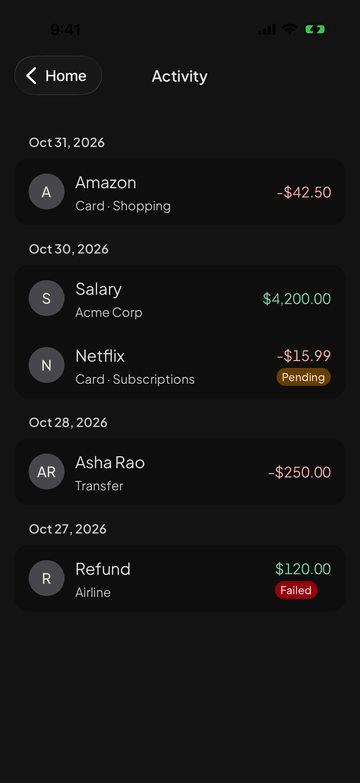 9:41
Home
Activity
Oct 31, 2026
A
Amazon
-$42.50
Card · Shopping
Oct 30, 2026
S
Salary
$4,200.00
Acme Corp
N
Netflix
-$15.99
Card · Subscriptions
Pending
Oct 28, 2026
AR
Asha Rao
-$250.00
Transfer
Oct 27, 2026
R
Refund
$120.00
Airline
Failed